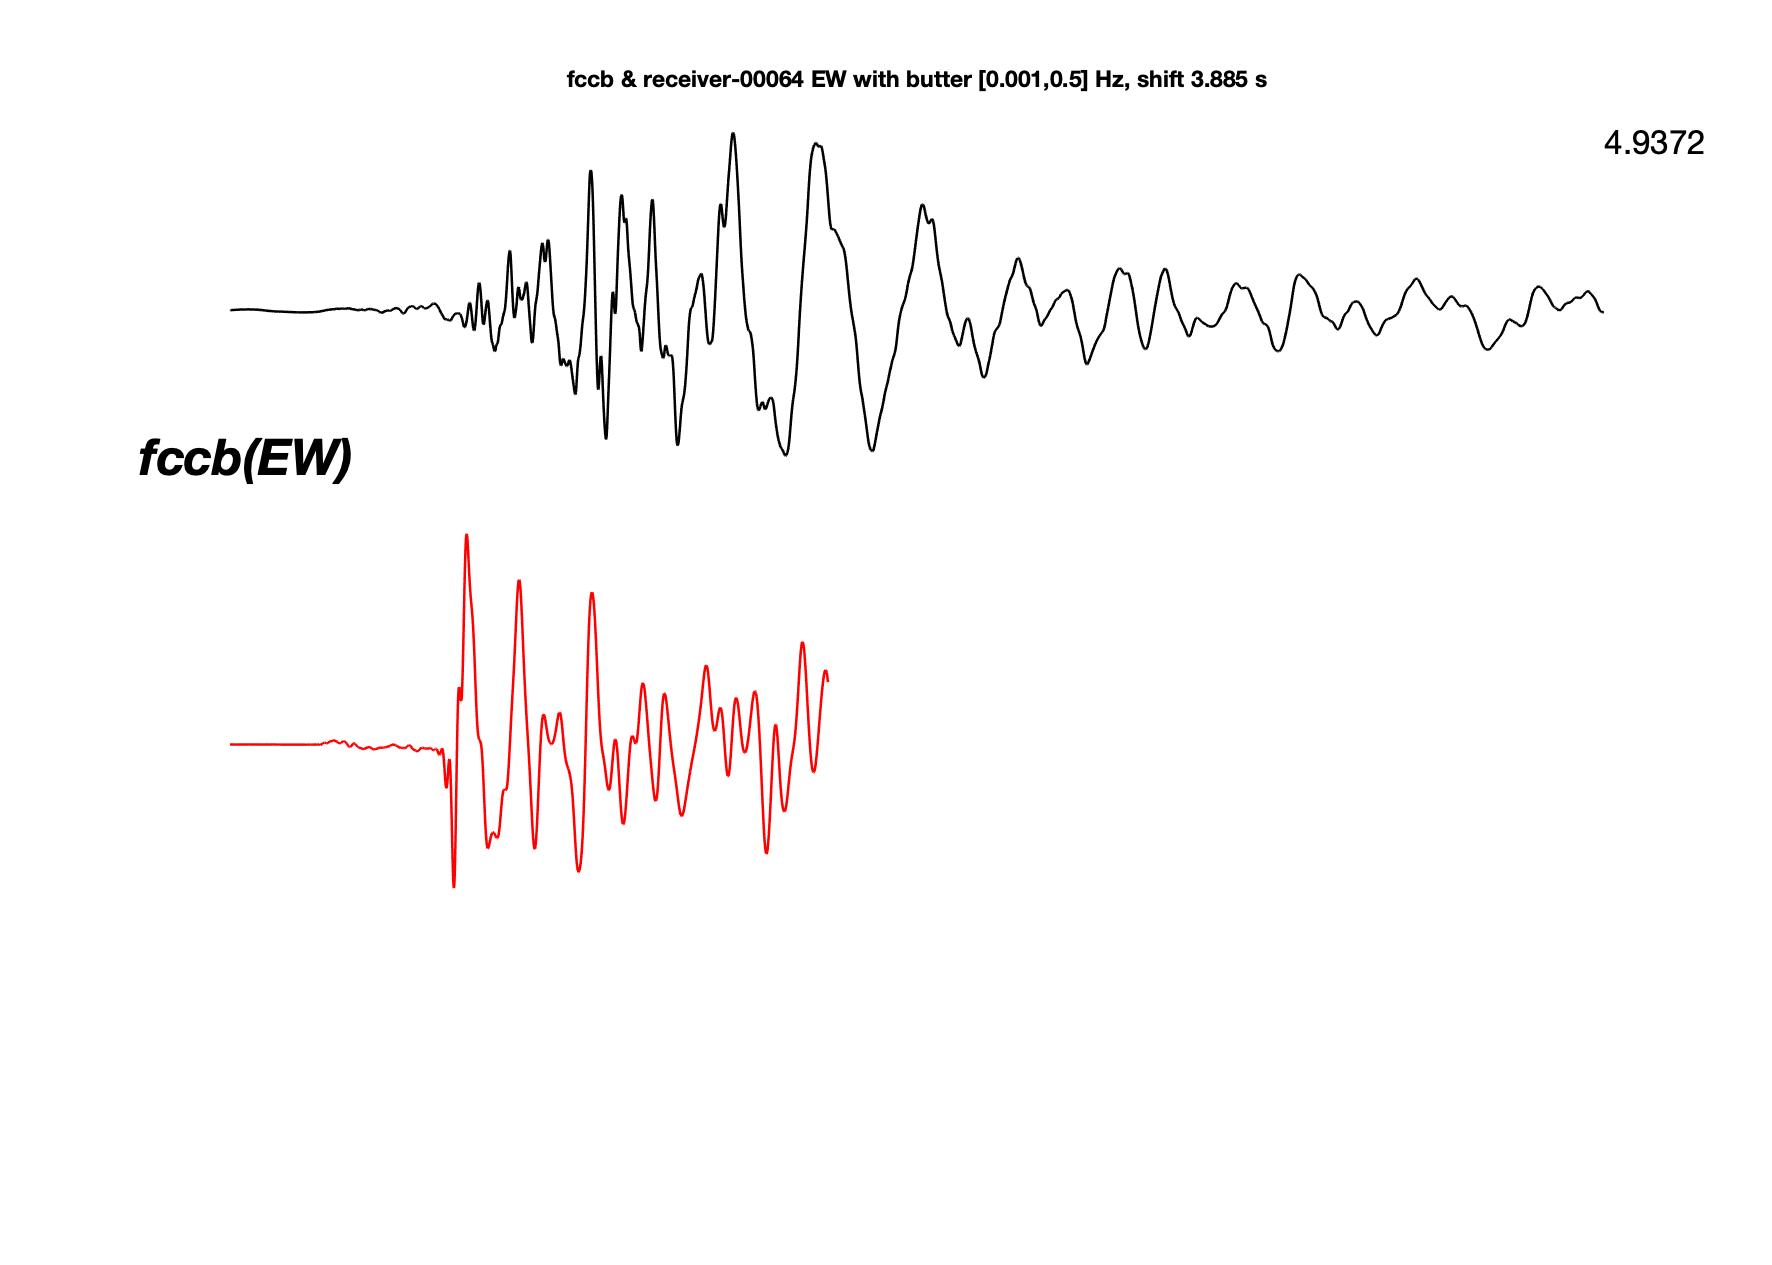 fccb & receiver-00064 EW with butter [0.001,0.5] Hz, shift 3.885 s
4.9372
fccb(EW)